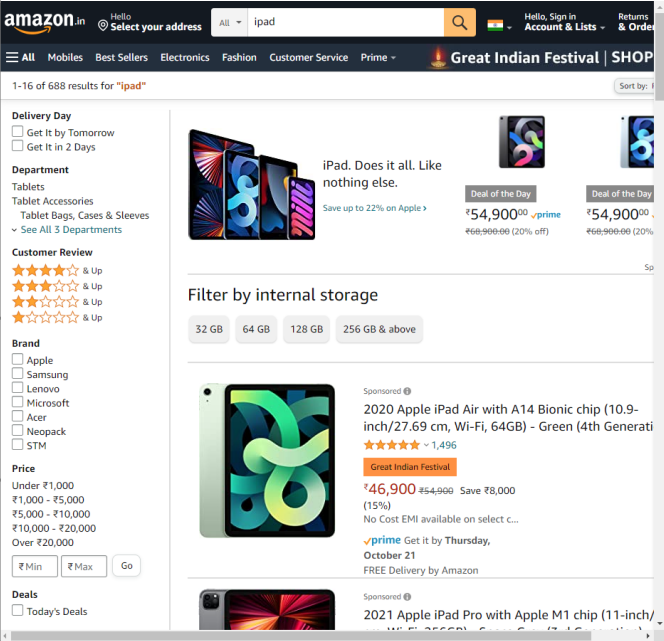 amazon.in
Hello
Select your address
All
ipad
Hello, Sign in
Account & Lists
Returns
& Order
All
Mobiles
Best Sellers
Electronics
Fashion
Customer Service
Prime
Great Indian Festival | SHOP
1-16 of 688 results for "ipad"
Sort by:
Delivery Day
Get It by Tomorrow
Get It in 2 Days
Department
Tablets
Tablet Accessories
Tablet Bags, Cases & Sleeves
See All 3 Departments
Customer Review
& Up
& Up
& Up
& Up
Brand
Apple
Samsung
Lenovo
Microsoft
Acer
Neopack
STM
Price
Under ₹1,000
₹1,000 - ₹5,000
₹5,000 - ₹10,000
₹10,000 - ₹20,000
Over ₹20,000
₹ Min
₹ Max
Go
Deals
Today's Deals
iPad. Does it all. Like
nothing else.
Save up to 22% on Apple ›
Deal of the Day
₹54,90000 prime
₹68,900.00 (20% off)
Deal of the Day
₹54,90000
₹68,900.00 (20%
Sp
Filter by internal storage
32 GB
64 GB
128 GB
256 GB & above
Sponsored
2020 Apple iPad Air with A14 Bionic chip (10.9-
inch/27.69 cm, Wi-Fi, 64GB) - Green (4th Generati
1,496
Great Indian Festival
₹46,900 ₹54,900 Save ₹8,000
(15%)
No Cost EMI available on select c...
prime Get it by Thursday,
October 21
FREE Delivery by Amazon
Sponsored
2021 Apple iPad Pro with Apple M1 chip (11-inch/